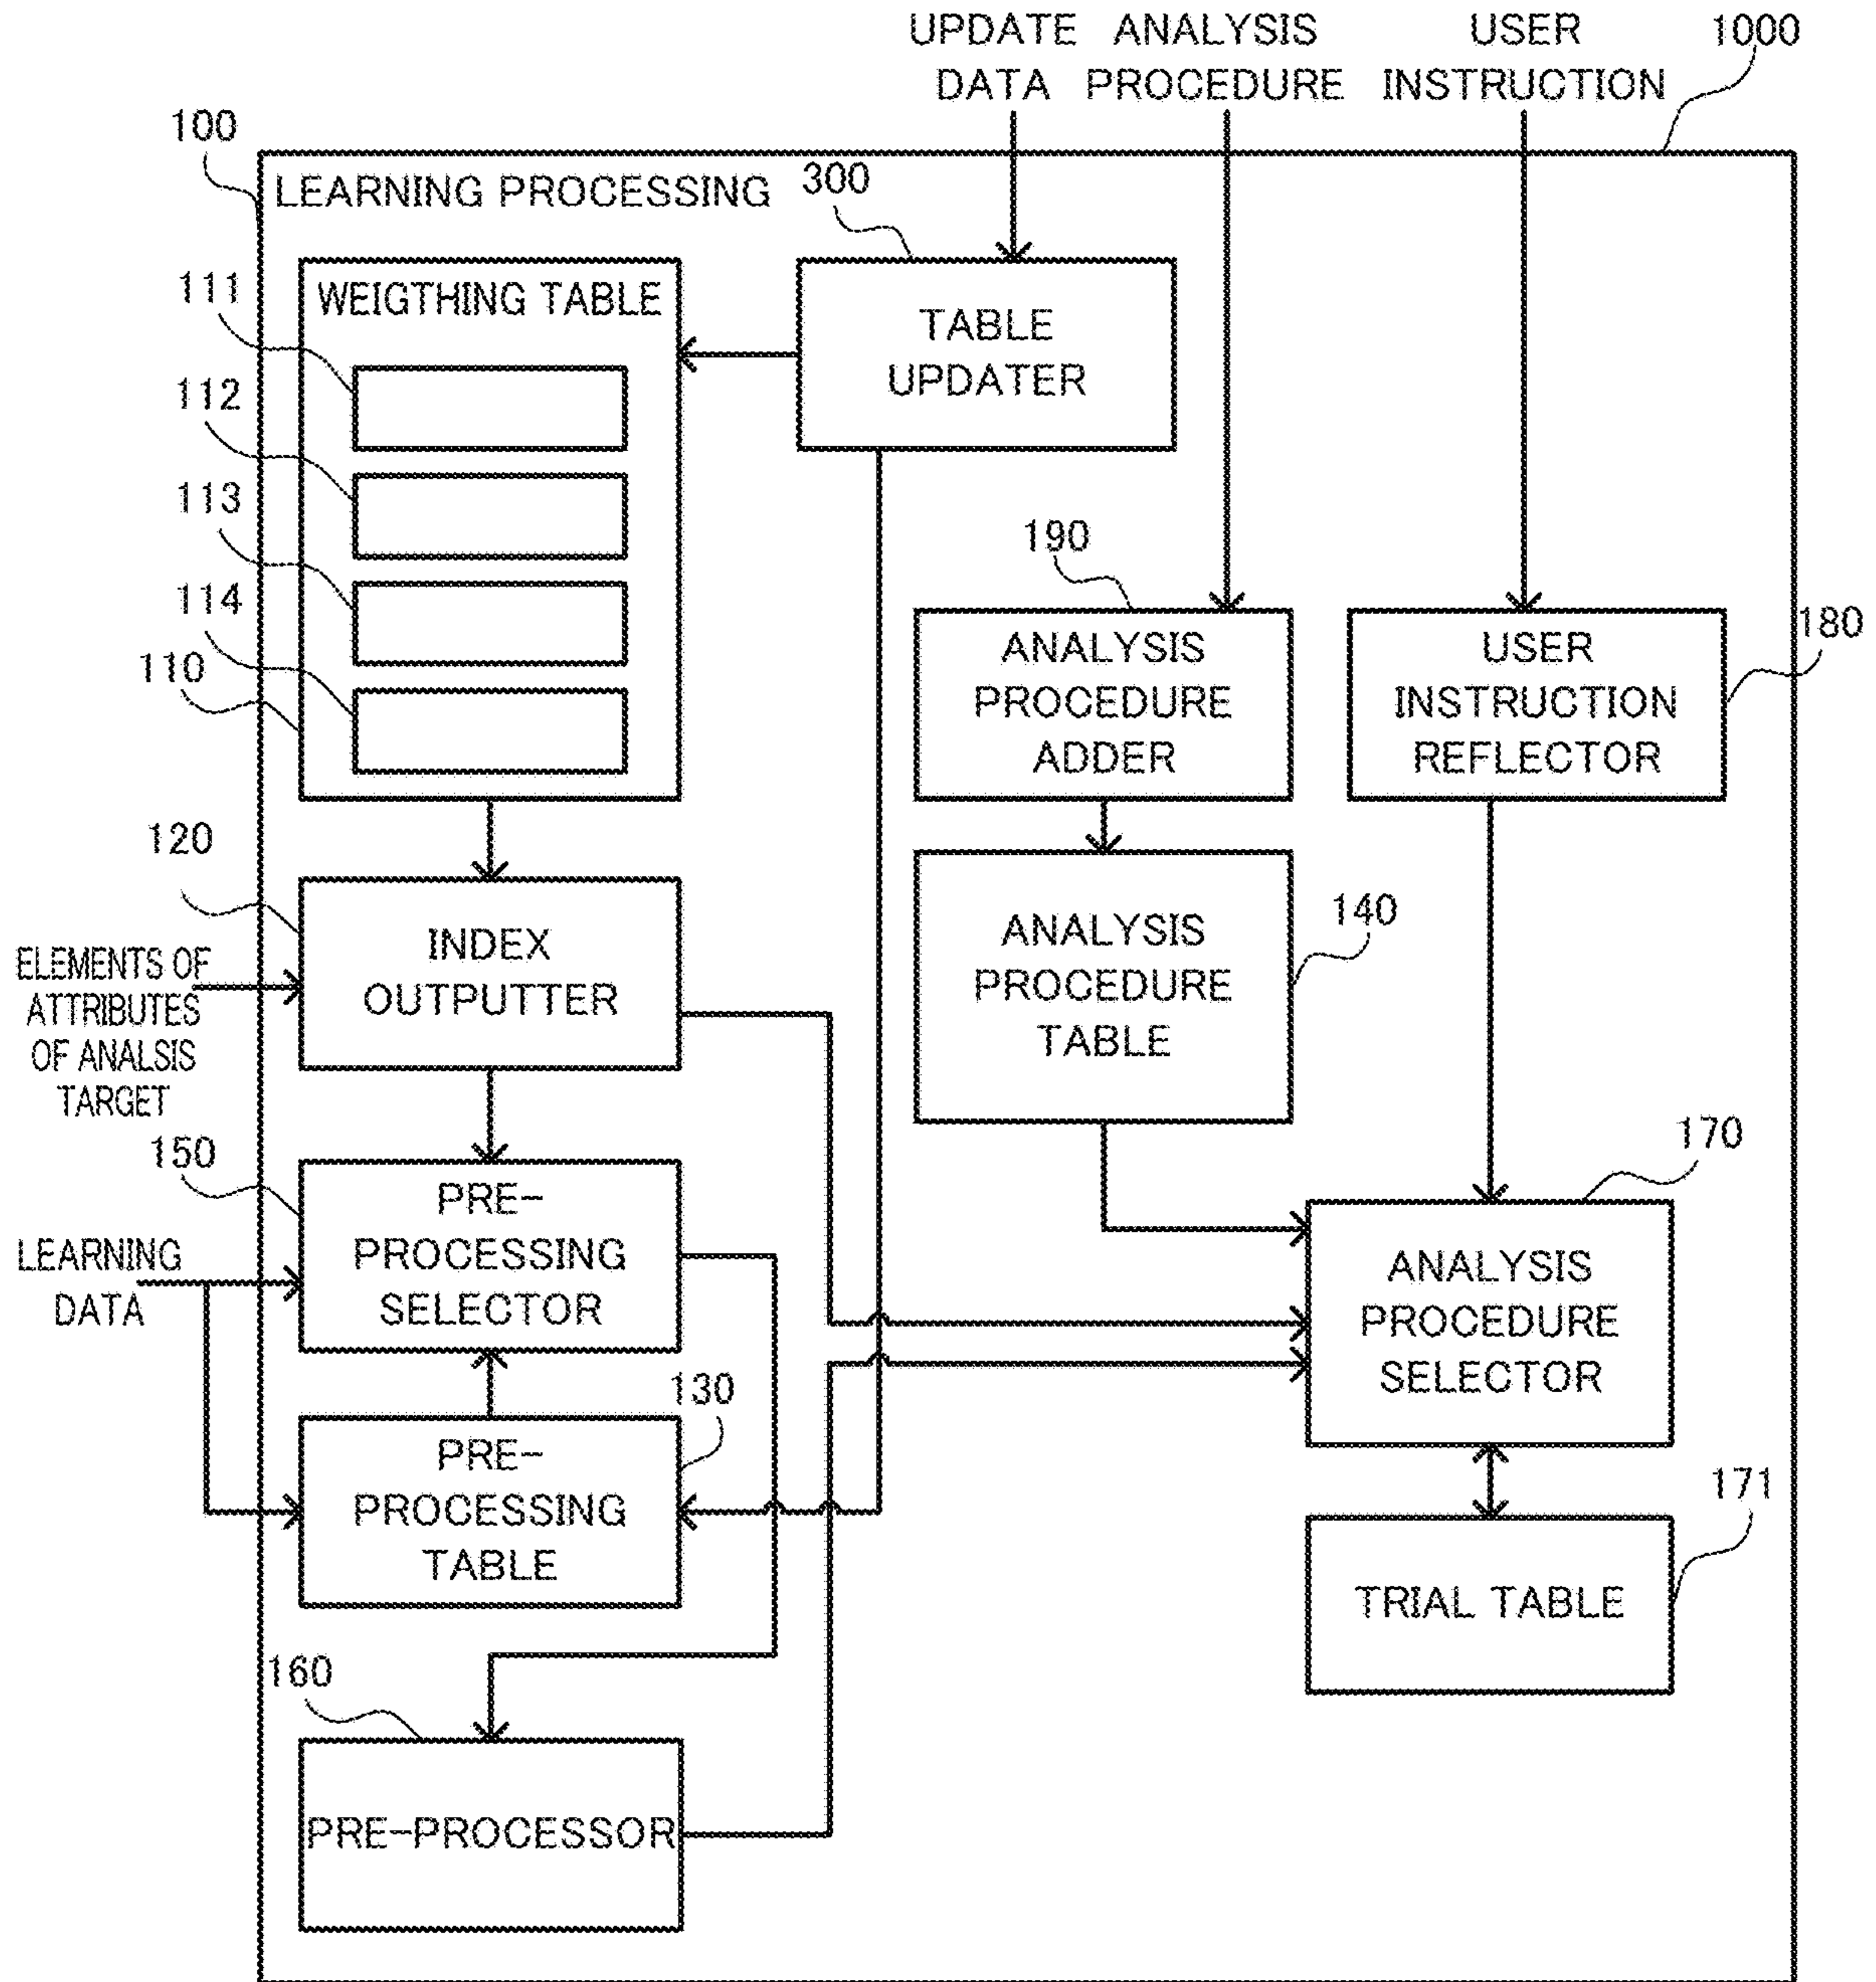 UPDATE DATA
ANALYSIS PROCEDURE
USER INSTRUCTION
1000
100
LEARNING PROCESSING
300
WEIGTHING TABLE
111
112
113
114
110
TABLE
UPDATER
190
ANALYSIS
PROCEDURE
ADDER
USER
INSTRUCTION
REFLECTOR
180
120
INDEX
OUTPUTTER
ELEMENTS OF
ATTRIBUTES
OF ANALSIS
TARGET
ANALYSIS
PROCEDURE
TABLE
140
150
PRE-
PROCESSING
SELECTOR
LEARNING
DATA
170
ANALYSIS
PROCEDURE
SELECTOR
130
PRE-
PROCESSING
TABLE
171
TRIAL TABLE
160
PRE-PROCESSOR